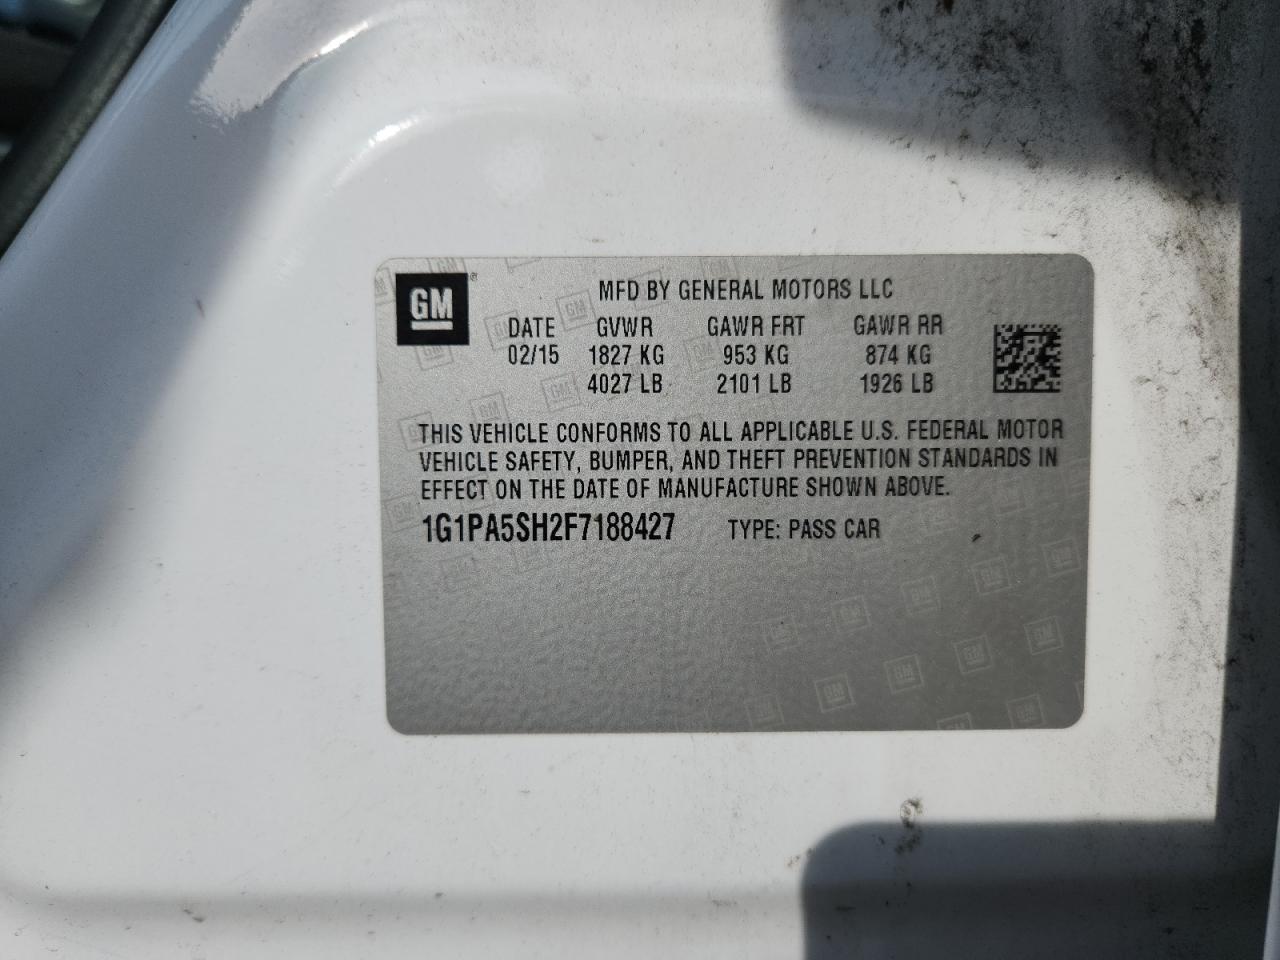 GM
MFD BY GENERAL MOTORS LLC
DATE GVWR GAWR FRT GAWR RR
02/15 1827 KG 953 KG 874 KG
4027 LB 2101 LB 1926 LB
THIS VEHICLE CONFORMS TO ALL APPLICABLE U.S. FEDERAL MOTOR
VEHICLE SAFETY, BUMPER, AND THEFT PREVENTION STANDARDS IN
EFFECT ON THE DATE OF MANUFACTURE SHOWN ABOVE.
1G1PA5SH2F7188427 TYPE: PASS CAR